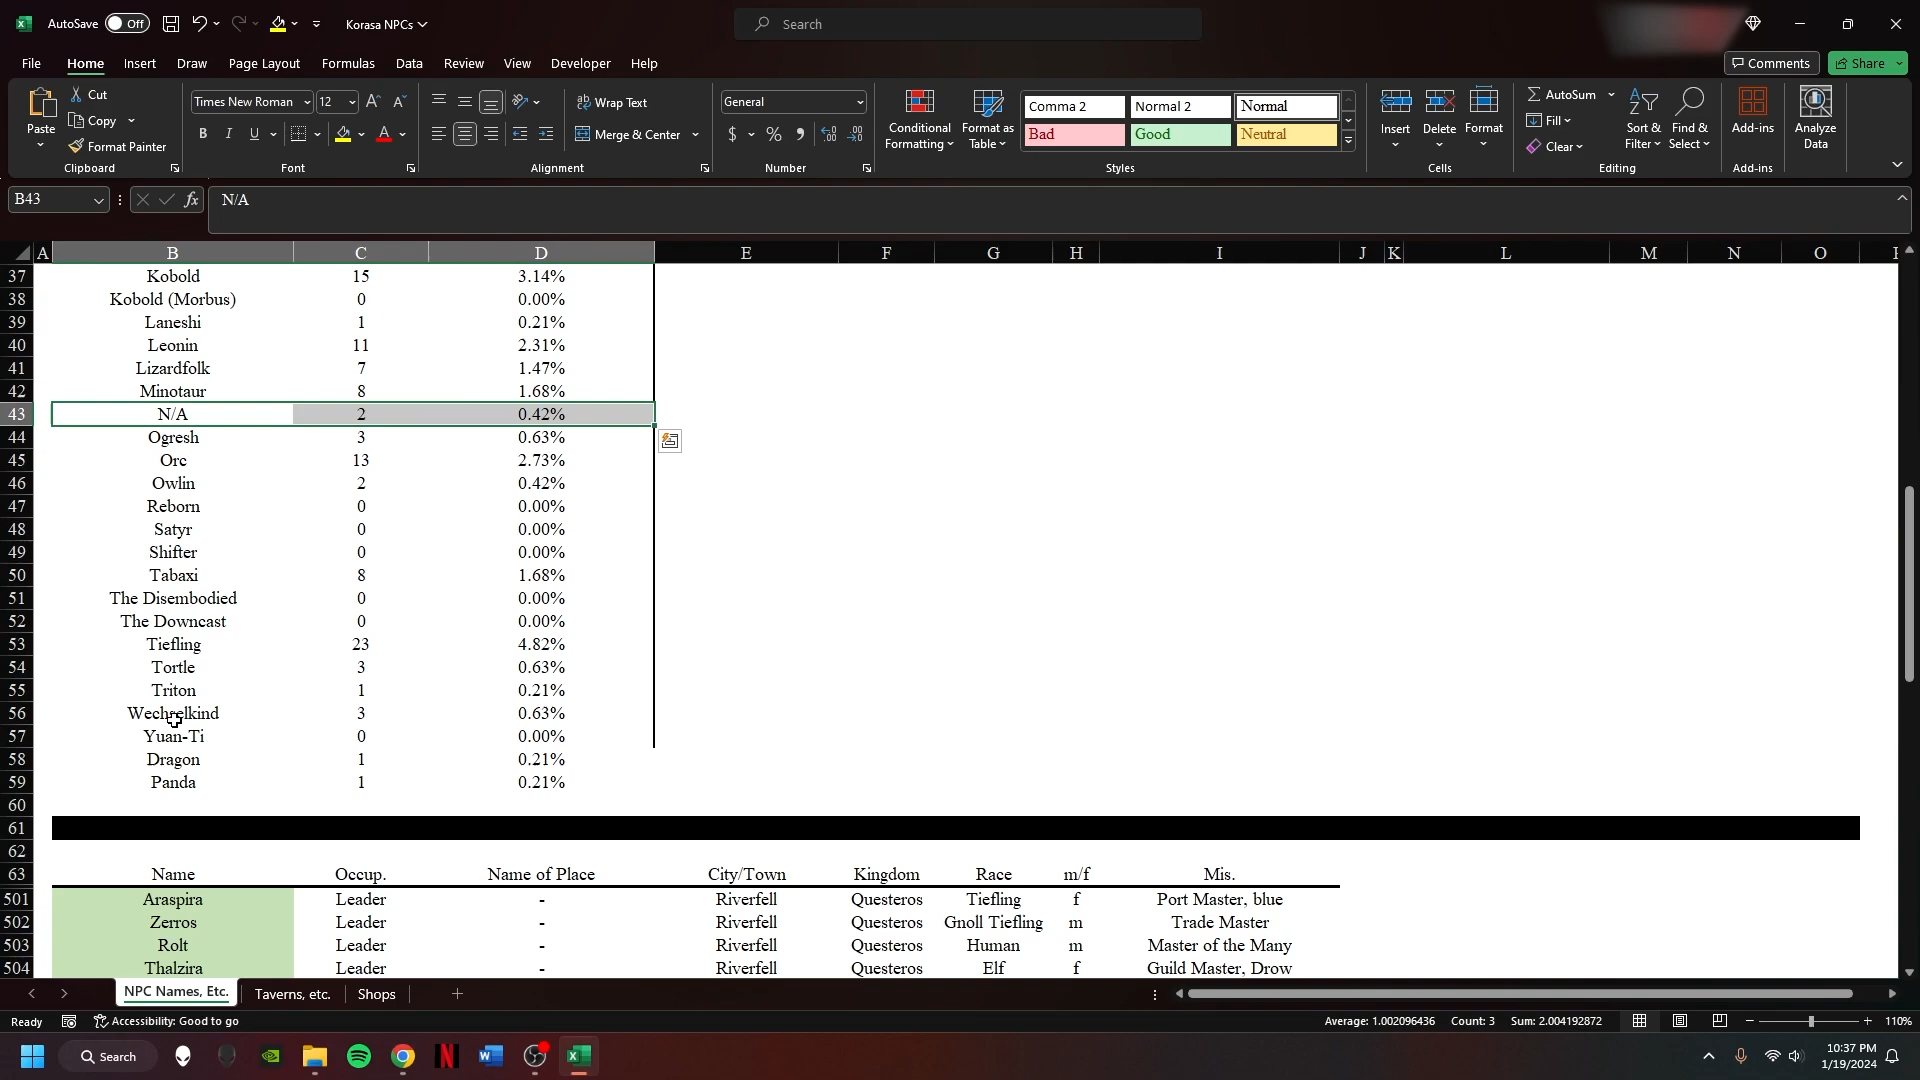 AutoSave Off Korasa NPCs Search
File Home Insert Draw Page Layout Formulas Data Review View Developer Help Comments Share
Paste Cut Copy Format Painter Clipboard
Times New Roman 12 B I U A Font
Wrap Text Merge & Center Alignment
General $ % Number
Conditional Formatting Format as Table
Comma 2 Normal 2 Normal
Bad Good Neutral
Styles
Insert Delete Format Cells
AutoSum Fill Clear Sort & Filter Find & Select Editing
Add-ins Add-ins
Analyze Data
B43 fx N/A
A B C D E F G H I J K L M N O
37 Kobold 15 3.14%
38 Kobold (Morbus) 0 0.00%
39 Laneshi 1 0.21%
40 Leonin 11 2.31%
41 Lizardfolk 7 1.47%
42 Minotaur 8 1.68%
43 N/A 2 0.42%
44 Ogresh 3 0.63%
45 Orc 13 2.73%
46 Owlin 2 0.42%
47 Reborn 0 0.00%
48 Satyr 0 0.00%
49 Shifter 0 0.00%
50 Tabaxi 8 1.68%
51 The Disembodied 0 0.00%
52 The Downcast 0 0.00%
53 Tiefling 23 4.82%
54 Tortle 3 0.63%
55 Triton 1 0.21%
56 Wechselkind 3 0.63%
57 Yuan-Ti 0 0.00%
58 Dragon 1 0.21%
59 Panda 1 0.21%
60
61
62
63 Name Occup. Name of Place City/Town Kingdom Race m/f Mis.
501 Araspira Leader - Riverfell Questeros Tiefling f Port Master, blue
502 Zerros Leader - Riverfell Questeros Gnoll Tiefling m Trade Master
503 Rolt Leader - Riverfell Questeros Human m Master of the Many
504 Thalzira Leader - Riverfell Questeros Elf f Guild Master, Drow
NPC Names, Etc. Taverns, etc. Shops
Ready Accessibility: Good to go Average: 1.002096436 Count: 3 Sum: 2.004192872 110%
Search 10:37 PM
1/19/2024